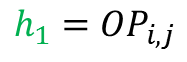 h₁ = OPᵢ,ⱼ